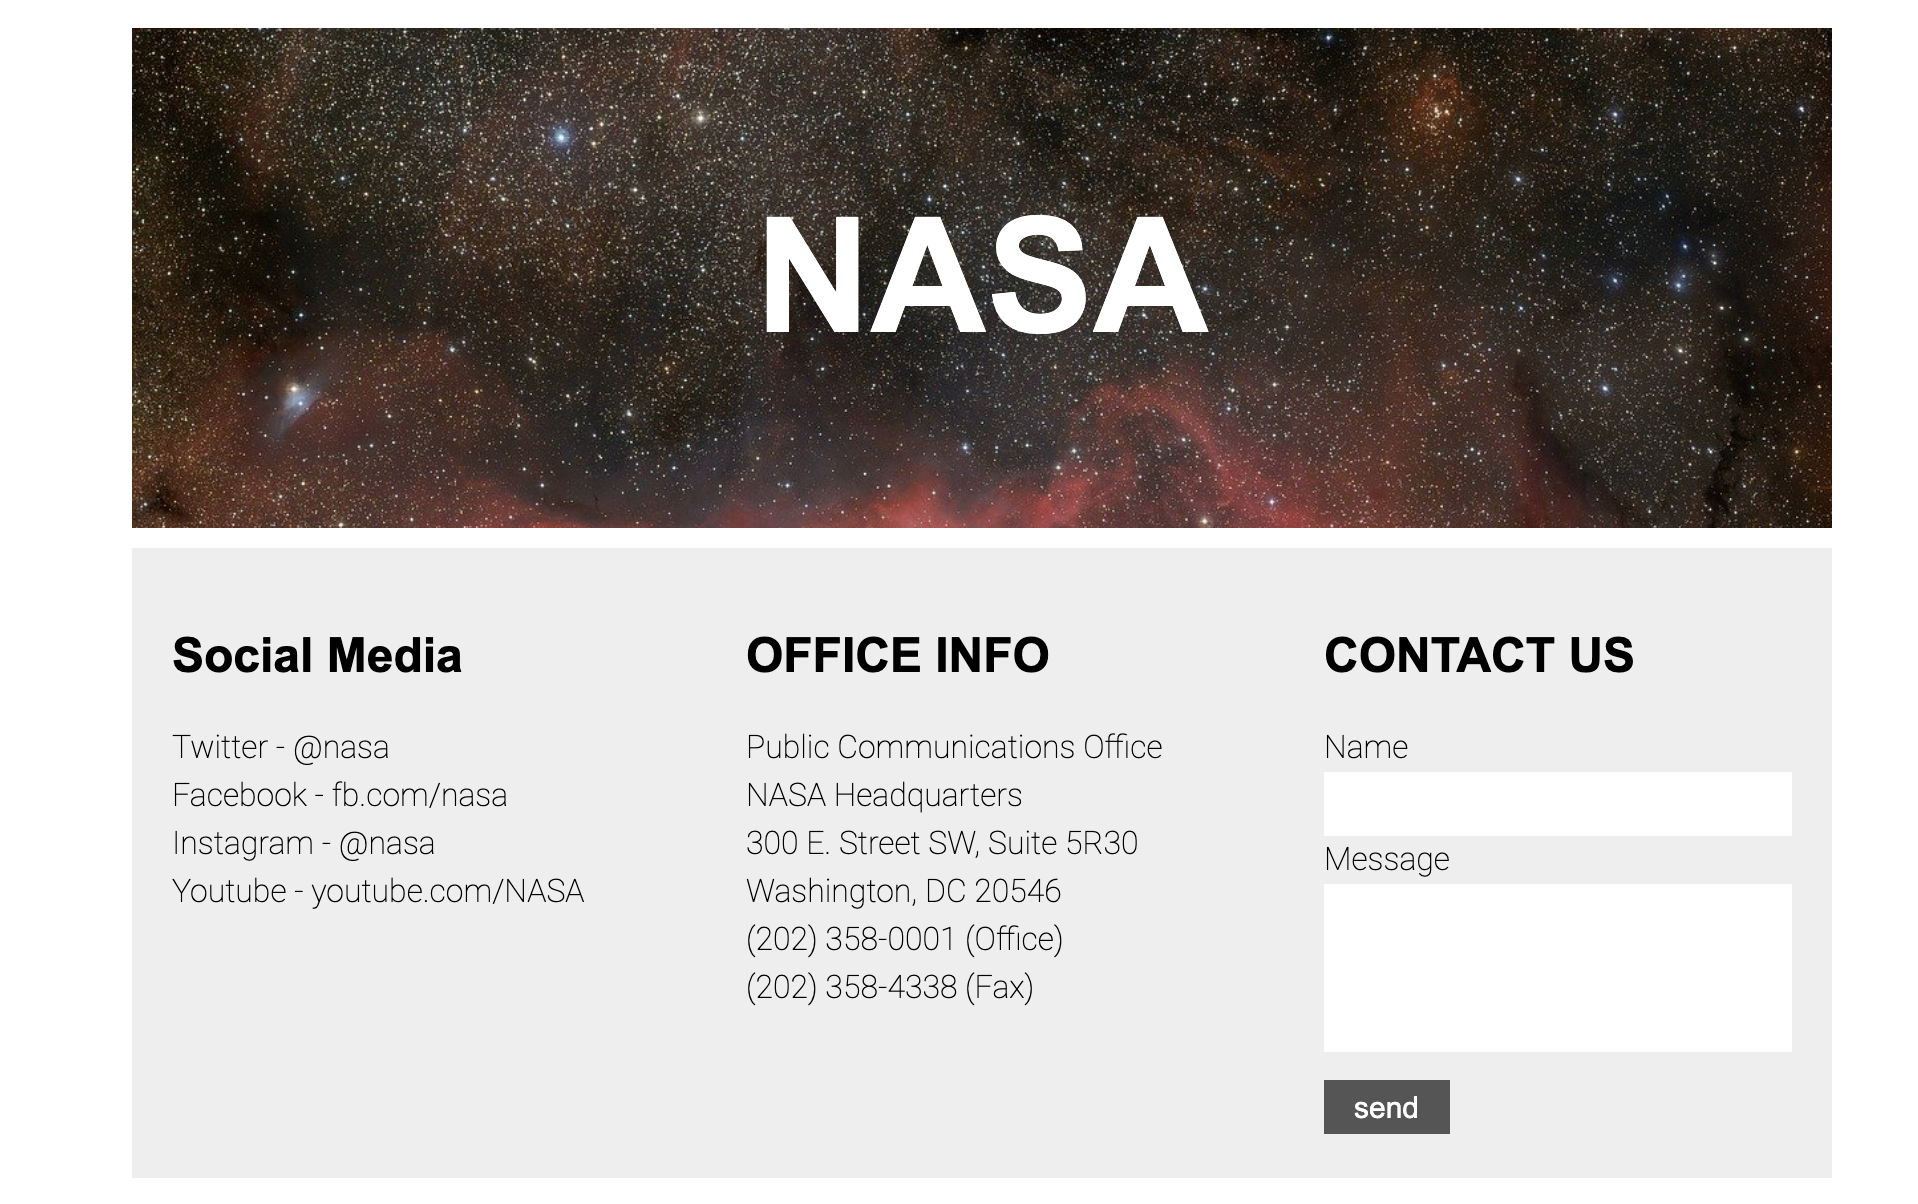 NASA
Social Media
Twitter - @nasa
Facebook - fb.com/nasa
Instagram - @nasa
Youtube - youtube.com/NASA
OFFICE INFO
Public Communications Office
NASA Headquarters
300 E. Street SW, Suite 5R30
Washington, DC 20546
(202) 358-0001 (Office)
(202) 358-4338 (Fax)
CONTACT US
Name
Message
send